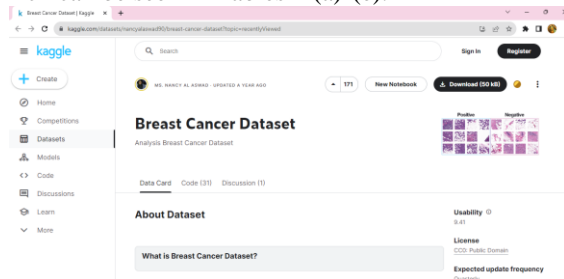 Breast Cancer Dataset | Kaggle
kaggle.com/datasets/nancyalaswad90/breast-cancer-dataset?topic=recentlyViewed
kaggle
Search
Sign In
Register
Create
MS. NANCY AL ASWAD · UPDATED A YEAR AGO
171
New Notebook
Download (50 kB)
Home
Competitions
Datasets
Models
Code
Discussions
Learn
More
Breast Cancer Dataset
Analysis Breast Cancer Dataset
Positive
Negative
Data Card
Code (31)
Discussion (1)
About Dataset
What is Breast Cancer Dataset?
Usability
9.41
License
CC0: Public Domain
Expected update frequency